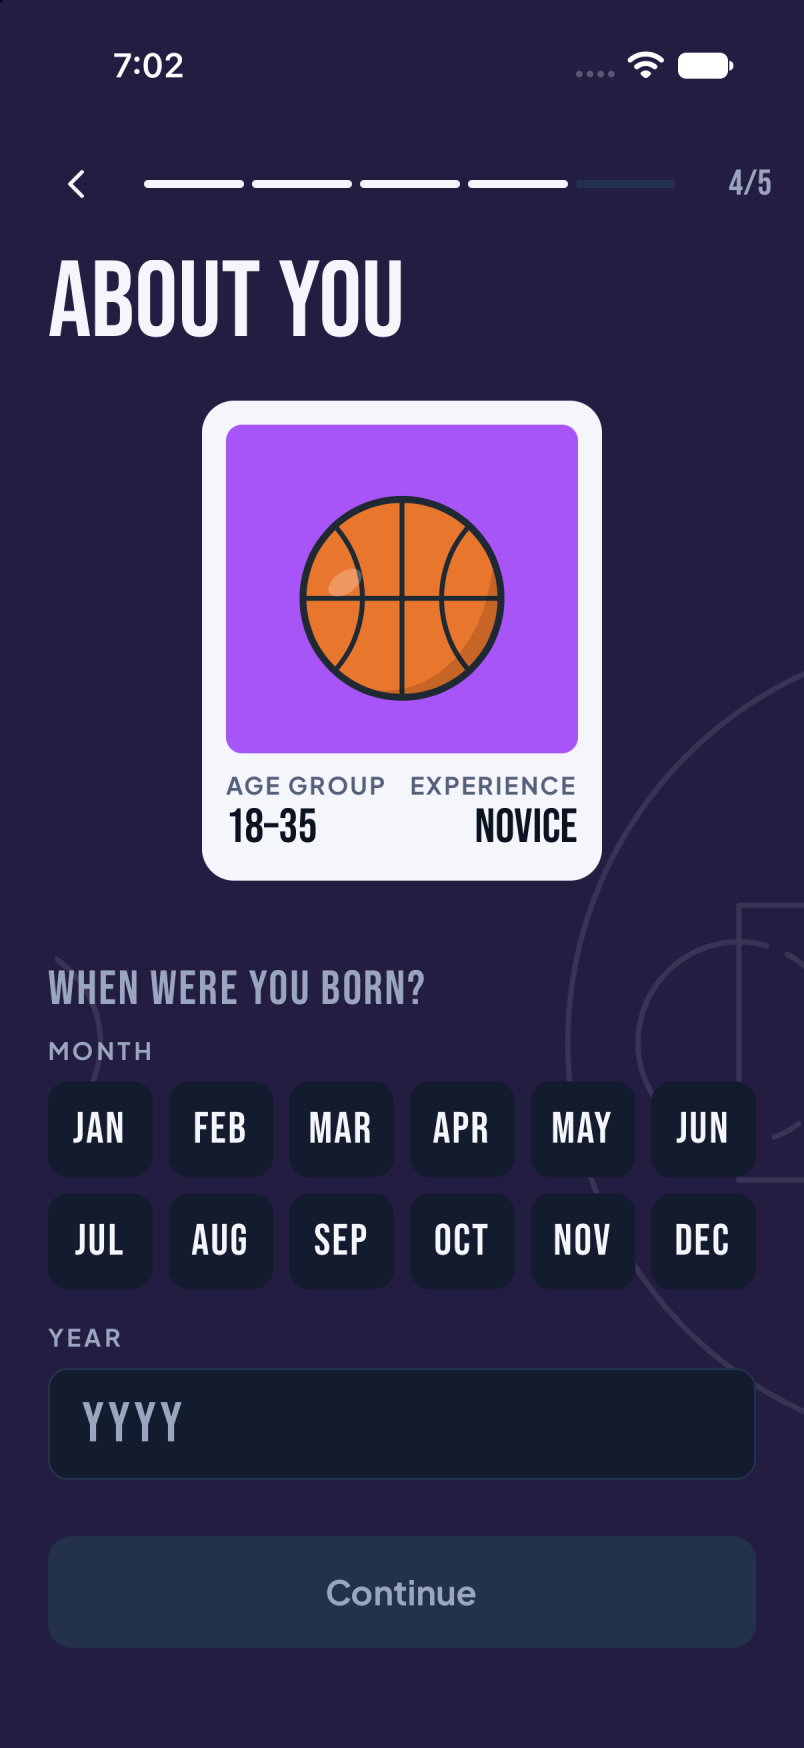 7:02
4/5
ABOUT YOU
AGE GROUP EXPERIENCE
18–35 NOVICE
WHEN WERE YOU BORN?
MONTH
JAN FEB MAR APR MAY JUN
JUL AUG SEP OCT NOV DEC
YEAR
YYYY
Continue